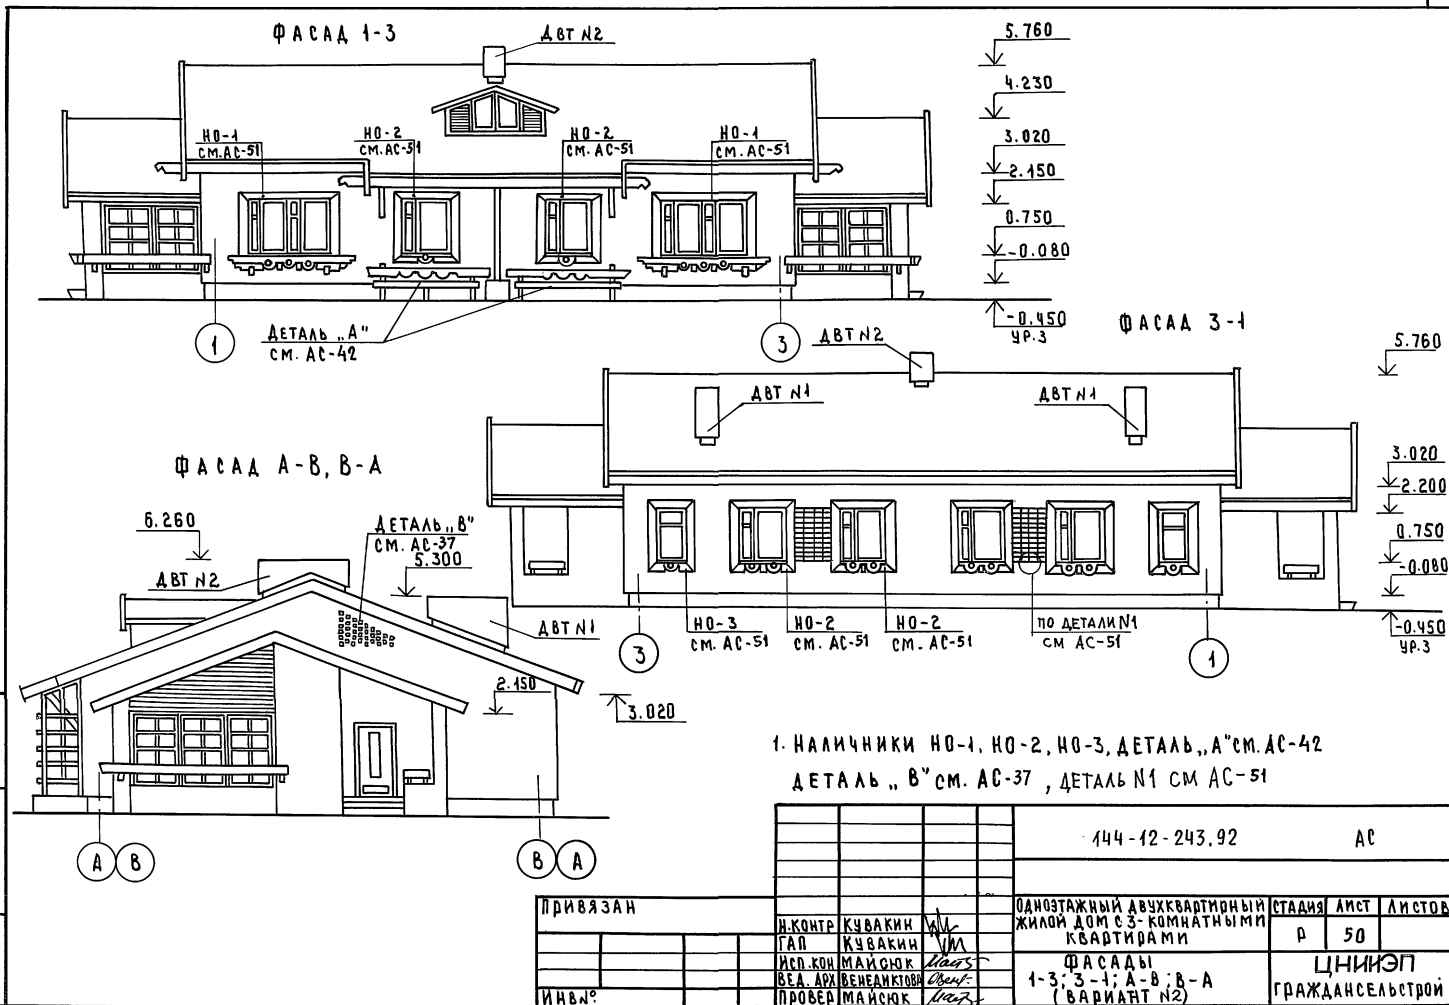 ФАСАД 1-3
ДВТ N2
НО-1
СМ.АС-51
НО-2
СМ.АС-51
НО-2
СМ.АС-51
НО-1
СМ.АС-51
5.760
4.230
3.020
2.150
0.750
-0.080
-0.450
УР.З
1
ДЕТАЛЬ „А"
СМ. АС-42
3
ФАСАД 3-1
ДВТ N2
ДВТ N1
ДВТ N1
5.760
3.020
2.200
0.750
-0.080
-0.450
УР.З
3
НО-3
СМ. АС-51
НО-2
СМ. АС-51
НО-2
СМ. АС-51
ПО ДЕТАЛИ N1
СМ АС-51
1
ФАСАД А-В, В-А
6.260
ДВТ N2
ДЕТАЛЬ „В"
СМ. АС-37
5.300
ДВТ N1
2.150
3.020
А В
В А
1. НАЛИЧНИКИ НО-1, НО-2, НО-3, ДЕТАЛЬ „А" СМ. АС-42
ДЕТАЛЬ „В" СМ. АС-37 , ДЕТАЛЬ N1 СМ АС-51
144-12-243.92 АС
ПРИВЯЗАН
ИНВ№
Н.КОНТР КУВАКИН
ГАП КУВАКИН
ИСП.КОН МАЙСЮК
ВЕД. АРХ ВЕНЕДИКТОВА
ПРОВЕР МАЙСЮК
ОДНОЭТАЖНЫЙ ДВУХКВАРТИРНЫЙ
ЖИЛОЙ ДОМ С 3-КОМНАТНЫМИ
КВАРТИРАМИ
СТАДИЯ ЛИСТ ЛИСТОВ
Р 50
ФАСАДЫ
1-3; 3-1; А-В; В-А
(ВАРИАНТ N2)
ЦНИИЭП
ГРАЖДАНСЕЛЬСТРОЙ